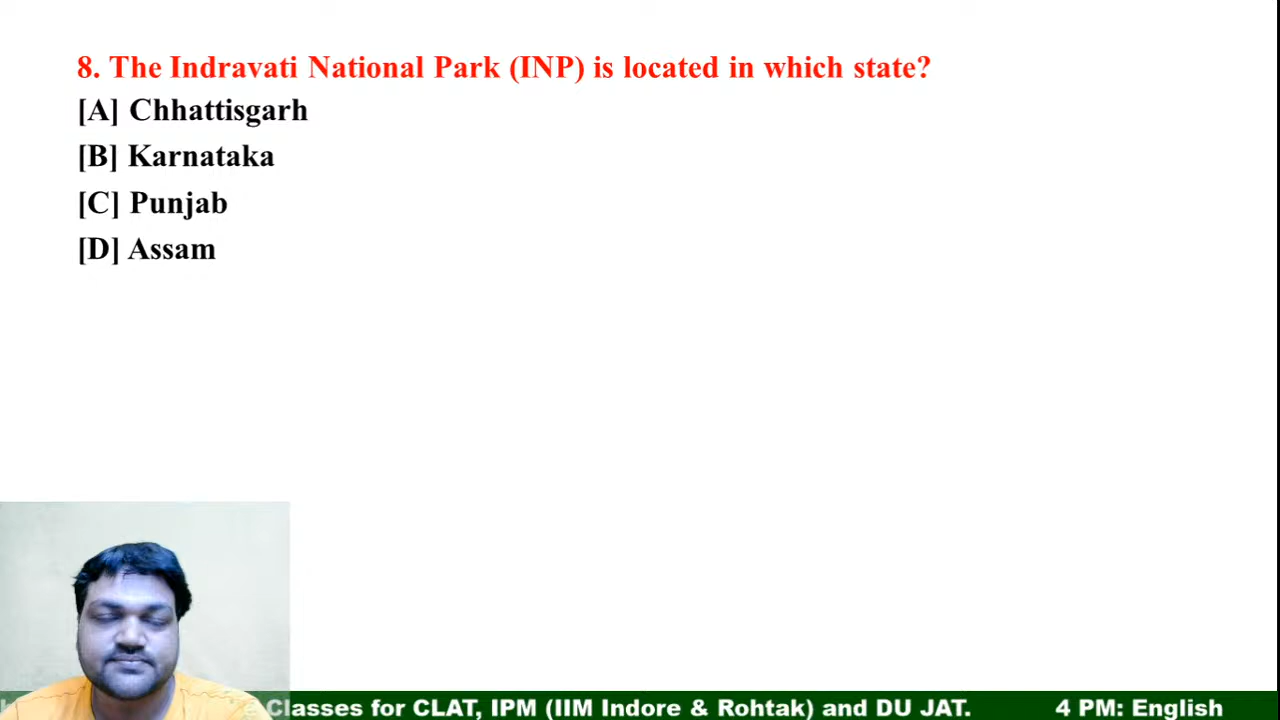 8. The Indravati National Park (INP) is located in which state?
[A] Chhattisgarh
[B] Karnataka
[C] Punjab
[D] Assam
Classes for CLAT, IPM (IIM Indore & Rohtak) and DU JAT. 4 PM: English